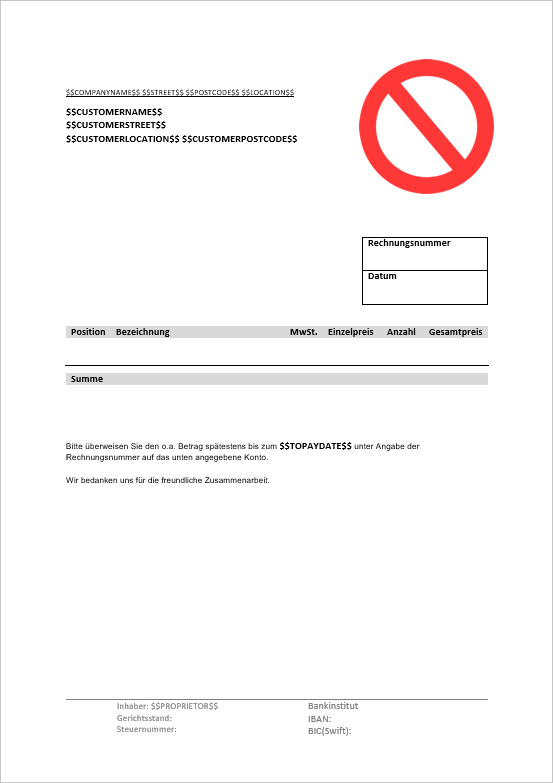 $$COMPANYNAME$$ $$STREET$$ $$POSTCODE$$ $$LOCATION$$
$$CUSTOMERNAME$$
$$CUSTOMERSTREET$$
$$CUSTOMERLOCATION$$ $$CUSTOMERPOSTCODE$$
Rechnungsnummer
Datum
Position Bezeichnung MwSt. Einzelpreis Anzahl Gesamtpreis
Summe
Bitte überweisen Sie den o.a. Betrag spätestens bis zum $$TOPAYDATE$$ unter Angabe der
Rechnungsnummer auf das unten angegebene Konto.
Wir bedanken uns für die freundliche Zusammenarbeit.
Inhaber: $$PROPRIETOR$$ Bankinstitut
Gerichtsstand: IBAN:
Steuernummer: BIC(Swift):